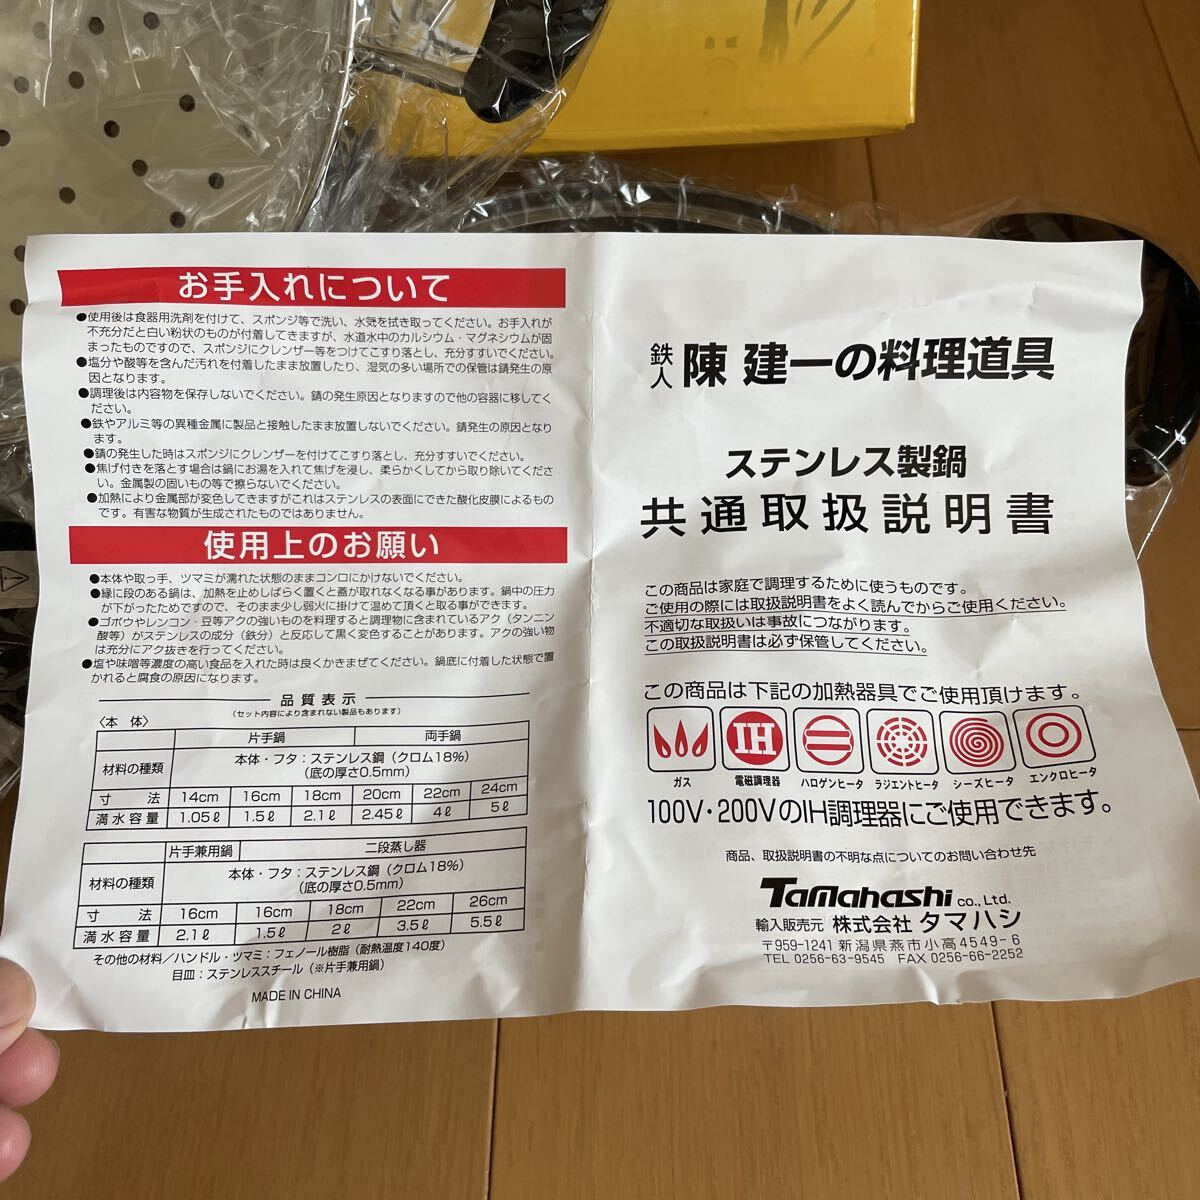 お手入れについて
●使用後は食器用洗剤を付けて、スポンジ等で洗い、水気を拭き取ってください。お手入れが
不充分だと白い粉状のものが付着してきますが、水道水中のカルシウム・マグネシウムが固
まったものですので、スポンジにクレンザー等をつけてこすり落とし、充分すすいでください。
●塩分や酸等を含んだ汚れを付着したまま放置したり、湿気の多い場所での保管は錆発生の原
因となります。
●調理後は内容物を保存しないでください。錆の発生原因となりますので他の容器に移してく
ださい。
●鉄やアルミ等の異種金属に製品と接触したまま放置しないでください。錆発生の原因となり
ます。
●錆の発生した時はスポンジにクレンザーを付けてこすり落とし、充分すすいでください。
●焦げ付きを落とす場合は鍋にお湯を入れて焦げを浸し、柔らかくしてから取り除いてくださ
い。金属製の固いもの等で擦らないでください。
●加熱により金属部が変色してきますがこれはステンレスの表面にできた酸化皮膜によるもの
です。有害な物質が生成されたものではありません。
使用上のお願い
●本体や取っ手、ツマミが濡れた状態のままコンロにかけないでください。
●縁に段のある鍋は、加熱を止めしばらく置くと蓋が取れなくなる事があります。鍋中の圧力
が下がったためですので、そのまま少し弱火に掛けて温めて頂くと取る事ができます。
●ゴボウやレンコン・豆等アクの強いものを料理すると調理物に含まれているアク（タンニン
酸等）がステンレスの成分（鉄分）と反応して黒く変色することがあります。アクの強い物
は充分にアク抜きを行ってください。
●塩や味噌等濃度の高い食品を入れた時は良くかきまぜてください。鍋底に付着した状態で置
かれると腐食の原因になります。
品質表示
（セット内容により含まれない製品もあります）
〈本 体〉
片手鍋 両手鍋
材料の種類 本体・フタ：ステンレス鋼（クロム18%）
（底の厚さ0.5mm）
寸 法 14cm 16cm 18cm 20cm 22cm 24cm
満水容量 1.05ℓ 1.5ℓ 2.1ℓ 2.45ℓ 4ℓ 5ℓ
片手兼用鍋 二段蒸し器
材料の種類 本体・フタ：ステンレス鋼（クロム18%）
（底の厚さ0.5mm）
寸 法 16cm 16cm 18cm 22cm 26cm
満水容量 2.1ℓ 1.5ℓ 2ℓ 3.5ℓ 5.5ℓ
その他の材料／ハンドル・ツマミ：フェノール樹脂（耐熱温度140度）
目皿：ステンレススチール（※片手兼用鍋）
MADE IN CHINA
鉄人 陳 建一の料理道具
ステンレス製鍋
共通取扱説明書
この商品は家庭で調理するために使うものです。
ご使用の際には取扱説明書をよく読んでからご使用ください。
不適切な取扱いは事故につながります。
この取扱説明書は必ず保管してください。
この商品は下記の加熱器具でご使用頂けます。
IH
ガス 電磁調理器 ハロゲンヒータ ラジエントヒータ シーズヒータ エンクロヒータ
100V・200VのIH調理器にご使用できます。
商品、取扱説明書の不明な点についてのお問い合わせ先
Tamahashi co.,Ltd.
輸入販売元 株式会社 タマハシ
〒959-1241 新潟県燕市小高4549-6
TEL 0256-63-9545 FAX 0256-66-2252